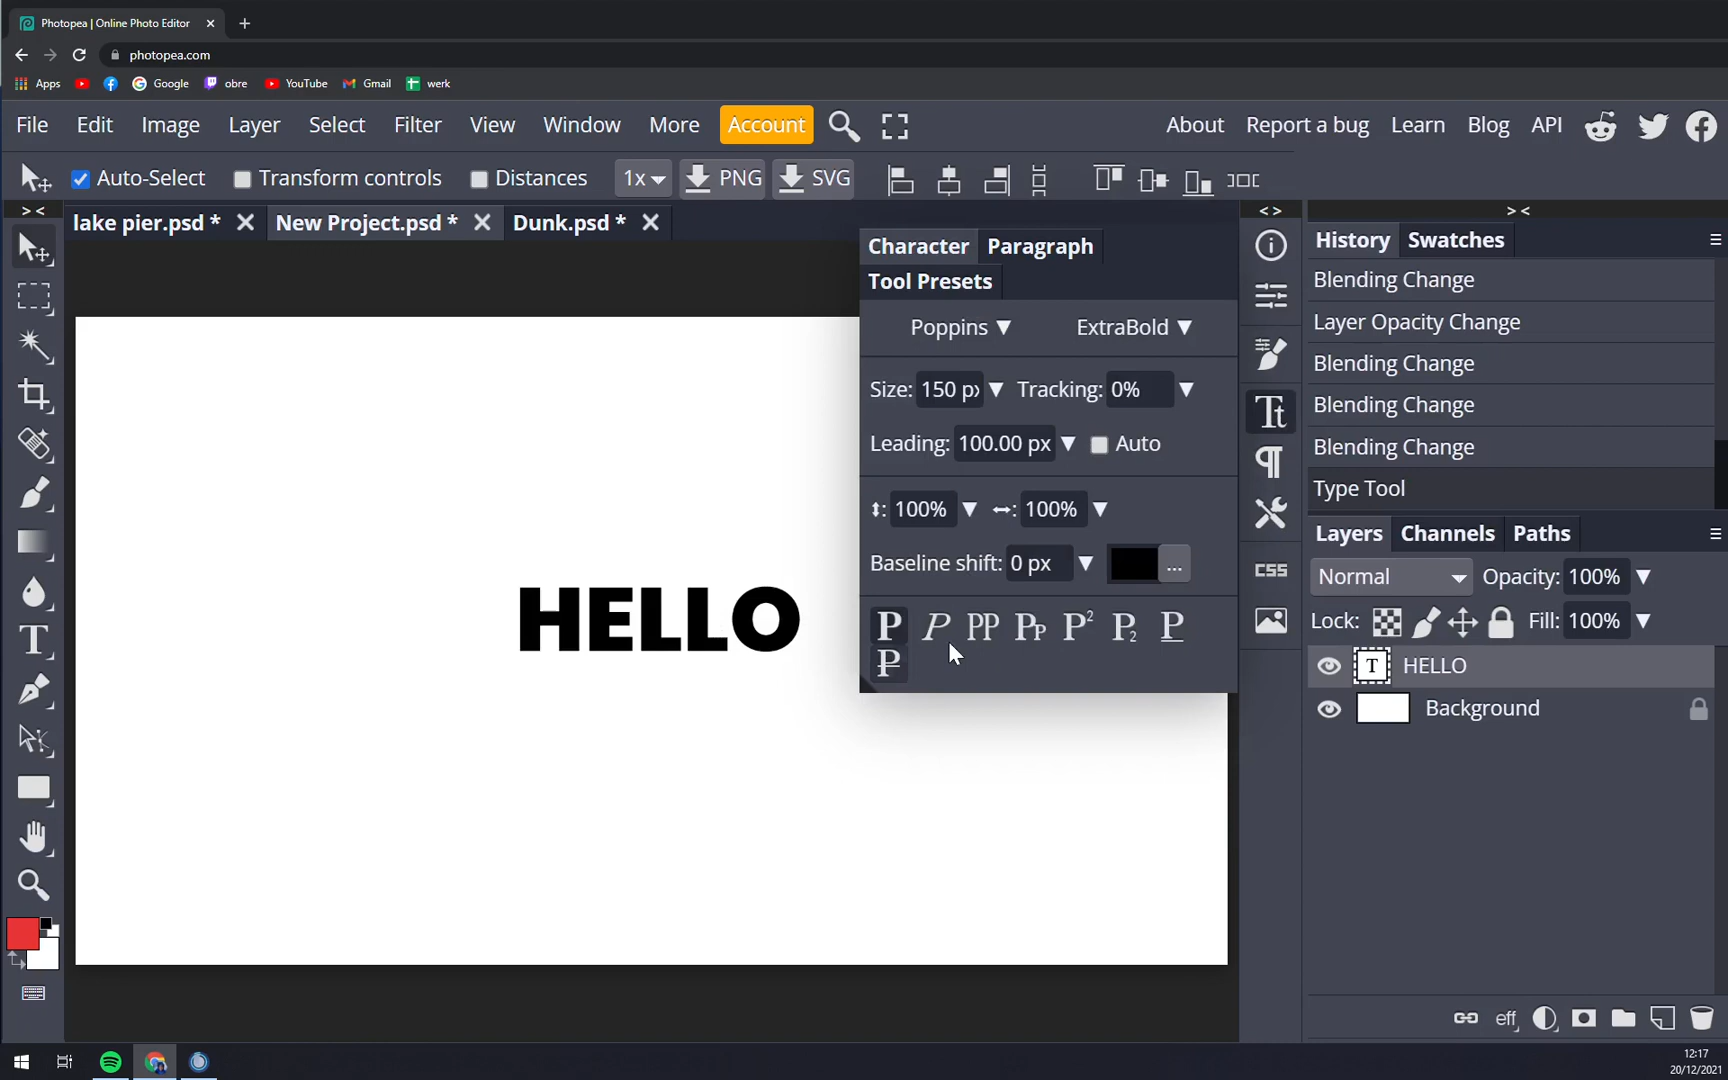 Photopea | Online Photo Editor
photopea.com
Apps Google obre YouTube Gmail werk
File Edit Image Layer Select Filter View Window More Account About Report a bug Learn Blog API
Auto-Select Transform controls Distances 1x PNG SVG
> < < > > <
lake pier.psd * New Project.psd * Dunk.psd *
Character Paragraph
Tool Presets
Poppins ExtraBold
Size: 150 px Tracking: 0%
Leading: 100.00 px Auto
100% 100%
Baseline shift: 0 px ...
P P PP PP P2 P2 P
P
HELLO
Tt
CSS
T
History Swatches
Blending Change
Layer Opacity Change
Blending Change
Blending Change
Blending Change
Type Tool
Layers Channels Paths
Normal Opacity: 100%
Lock: Fill: 100%
T HELLO
Background
eff
12:17
20/12/2021